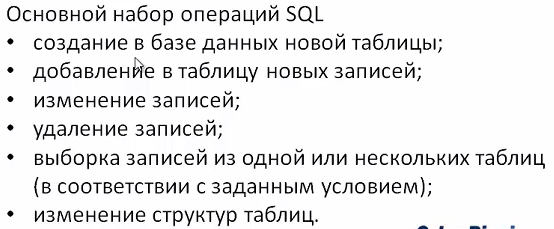 Основной набор операций SQL
• создание в базе данных новой таблицы;
• добавление в таблицу новых записей;
• изменение записей;
• удаление записей;
• выборка записей из одной или нескольких таблиц
(в соответствии с заданным условием);
• изменение структур таблиц.